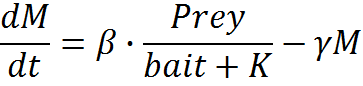 dM/dt = β · Prey/(bait + K) − γM